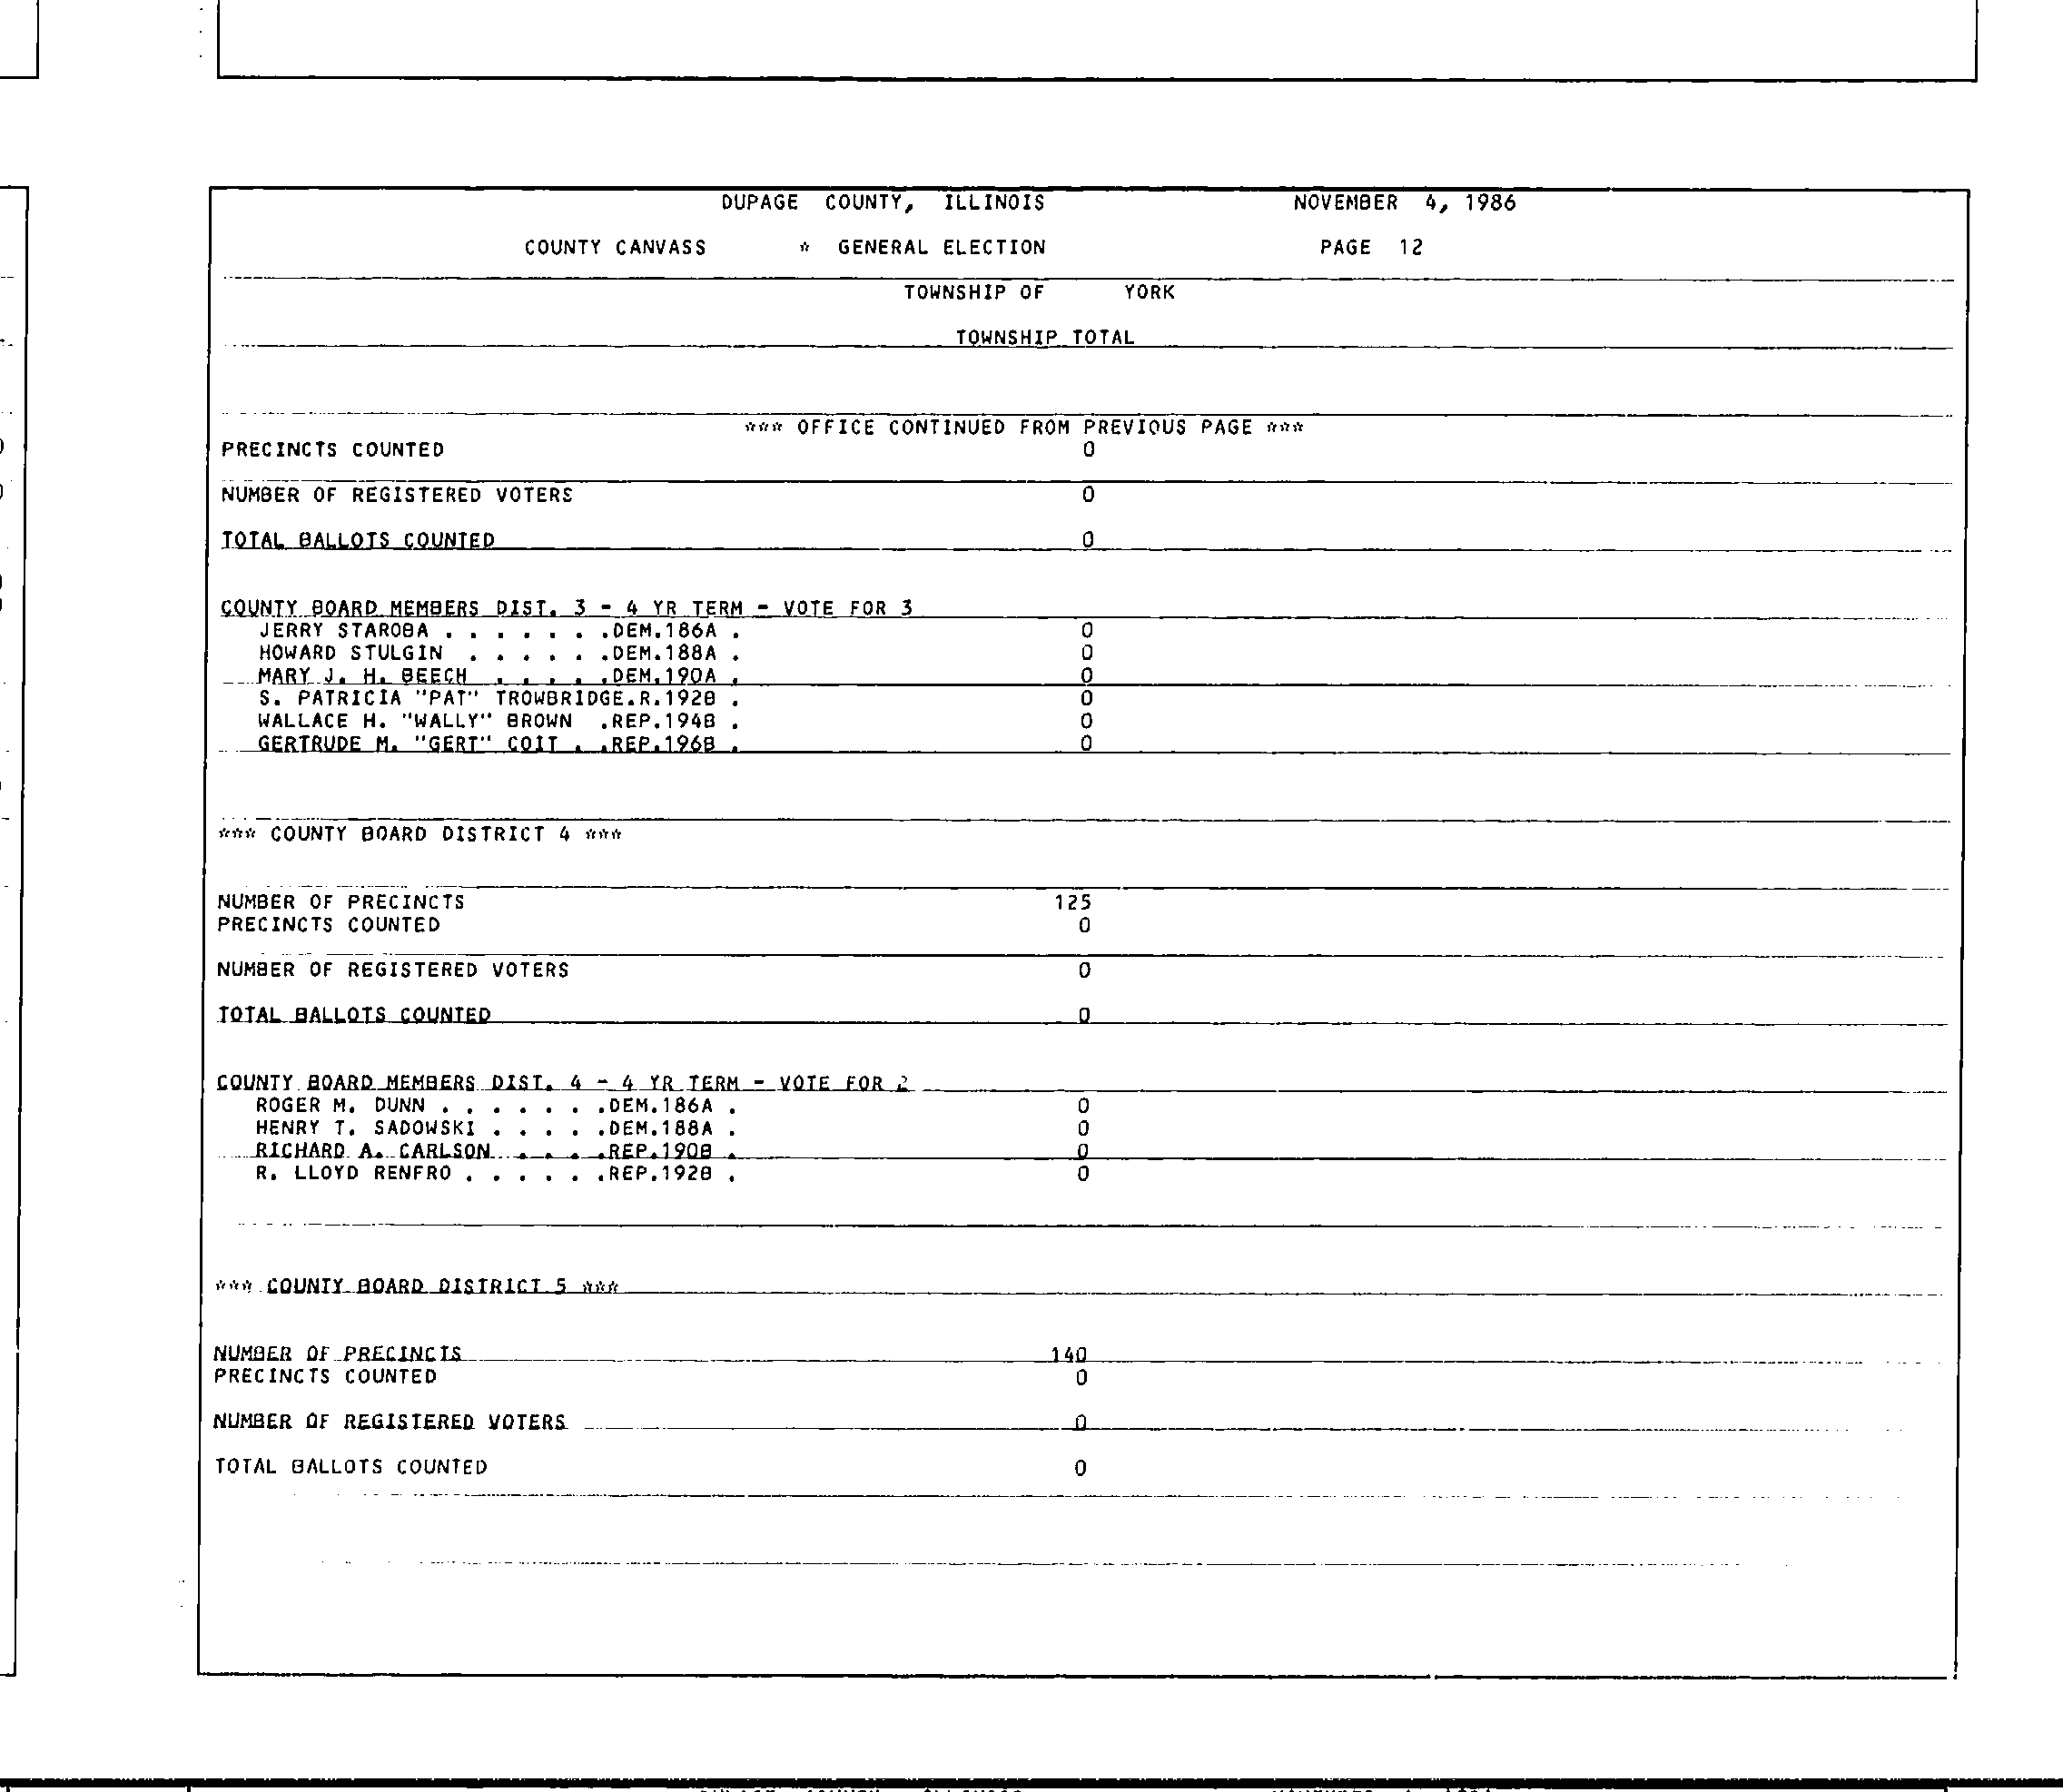 DUPAGE COUNTY, ILLINOIS NOVEMBER 4, 1986
COUNTY CANVASS * GENERAL ELECTION PAGE 12
TOWNSHIP OF YORK
TOWNSHIP TOTAL
*** OFFICE CONTINUED FROM PREVIOUS PAGE ***
PRECINCTS COUNTED 0
NUMBER OF REGISTERED VOTERS 0
TOTAL BALLOTS COUNTED 0
COUNTY BOARD MEMBERS DIST. 3 - 4 YR TERM - VOTE FOR 3
JERRY STAROBA . . . . . . .DEM.186A . 0
HOWARD STULGIN . . . . . .DEM.188A . 0
MARY J. H. BEECH . . . . .DEM.190A . 0
S. PATRICIA "PAT" TROWBRIDGE.R.192B . 0
WALLACE H. "WALLY" BROWN .REP.194B . 0
GERTRUDE M. "GERT" COIT . .REP.196B . 0
*** COUNTY BOARD DISTRICT 4 ***
NUMBER OF PRECINCTS 125
PRECINCTS COUNTED 0
NUMBER OF REGISTERED VOTERS 0
TOTAL BALLOTS COUNTED 0
COUNTY BOARD MEMBERS DIST. 4 - 4 YR TERM - VOTE FOR 2
ROGER M. DUNN . . . . . . .DEM.186A . 0
HENRY T. SADOWSKI . . . . .DEM.188A . 0
RICHARD A. CARLSON . . . .REP.190B . 0
R. LLOYD RENFRO . . . . . .REP.192B . 0
*** COUNTY BOARD DISTRICT 5 ***
NUMBER OF PRECINCTS 140
PRECINCTS COUNTED 0
NUMBER OF REGISTERED VOTERS 0
TOTAL BALLOTS COUNTED 0